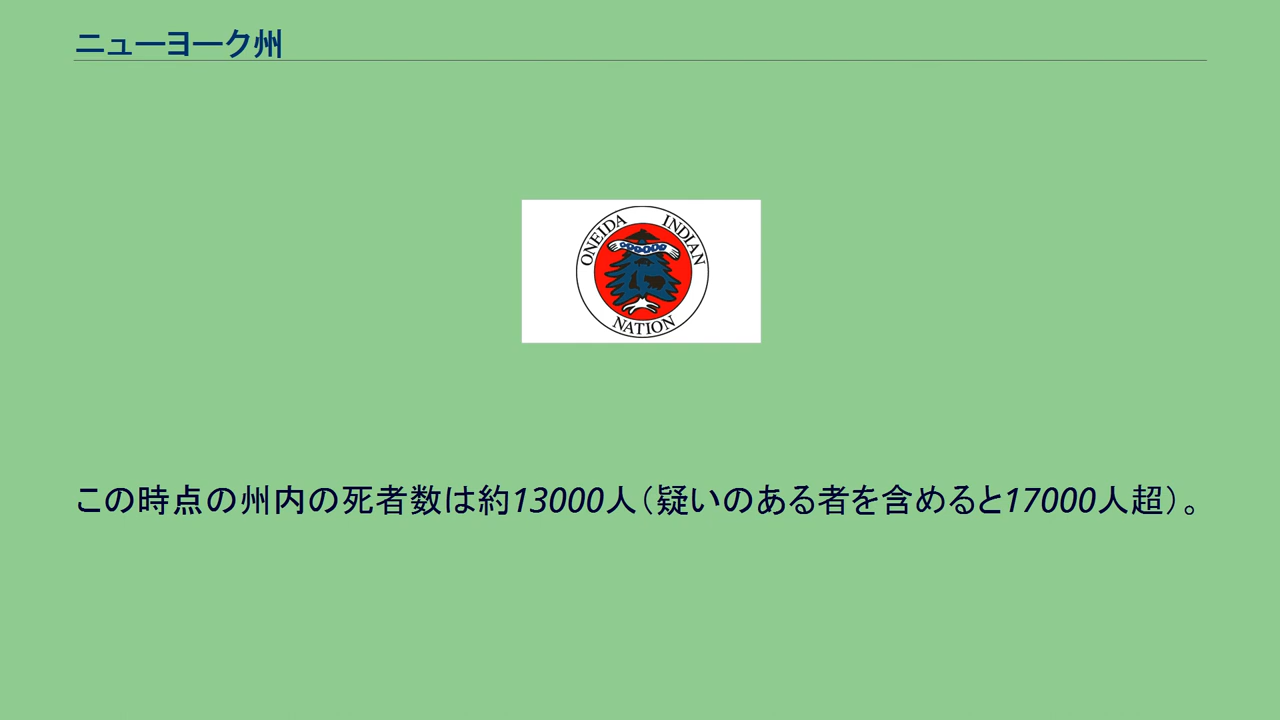 ニューヨーク州
ONEIDA INDIAN NATION
この時点の州内の死者数は約13000人（疑いのある者を含めると17000人超）。